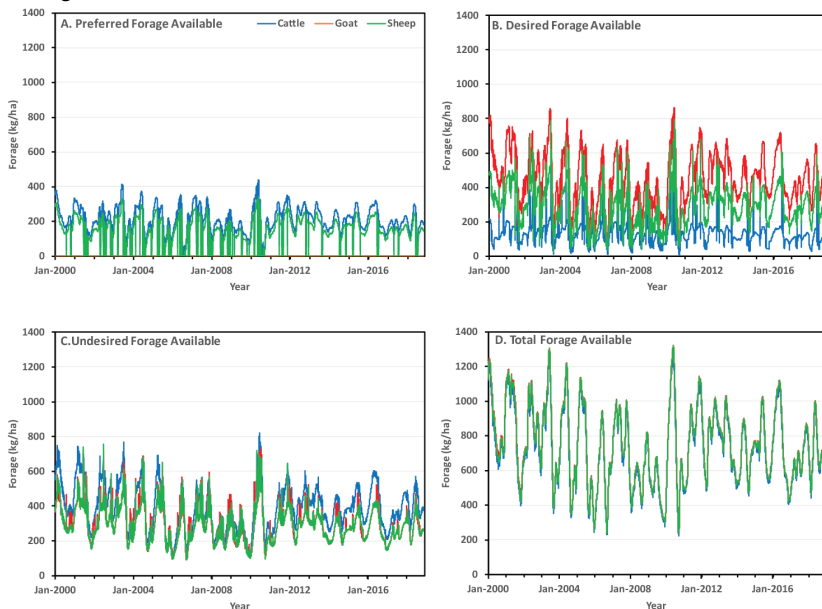 A. Preferred Forage Available
Cattle Goat Sheep
1400
1200
1000
800
600
400
200
0
Forage (kg/ha)
Jan-2000 Jan-2004 Jan-2008 Jan-2012 Jan-2016
Year
B. Desired Forage Available
1400
1200
1000
800
600
400
200
0
Forage (kg/ha)
Jan-2000 Jan-2004 Jan-2008 Jan-2012 Jan-2016
Year
C.Undesired Forage Available
1400
1200
1000
800
600
400
200
0
Forage (kg/ha)
Jan-2000 Jan-2004 Jan-2008 Jan-2012 Jan-2016
Year
D. Total Forage Available
1400
1200
1000
800
600
400
200
0
Forage (kg/ha)
Jan-2000 Jan-2004 Jan-2008 Jan-2012 Jan-2016
Year